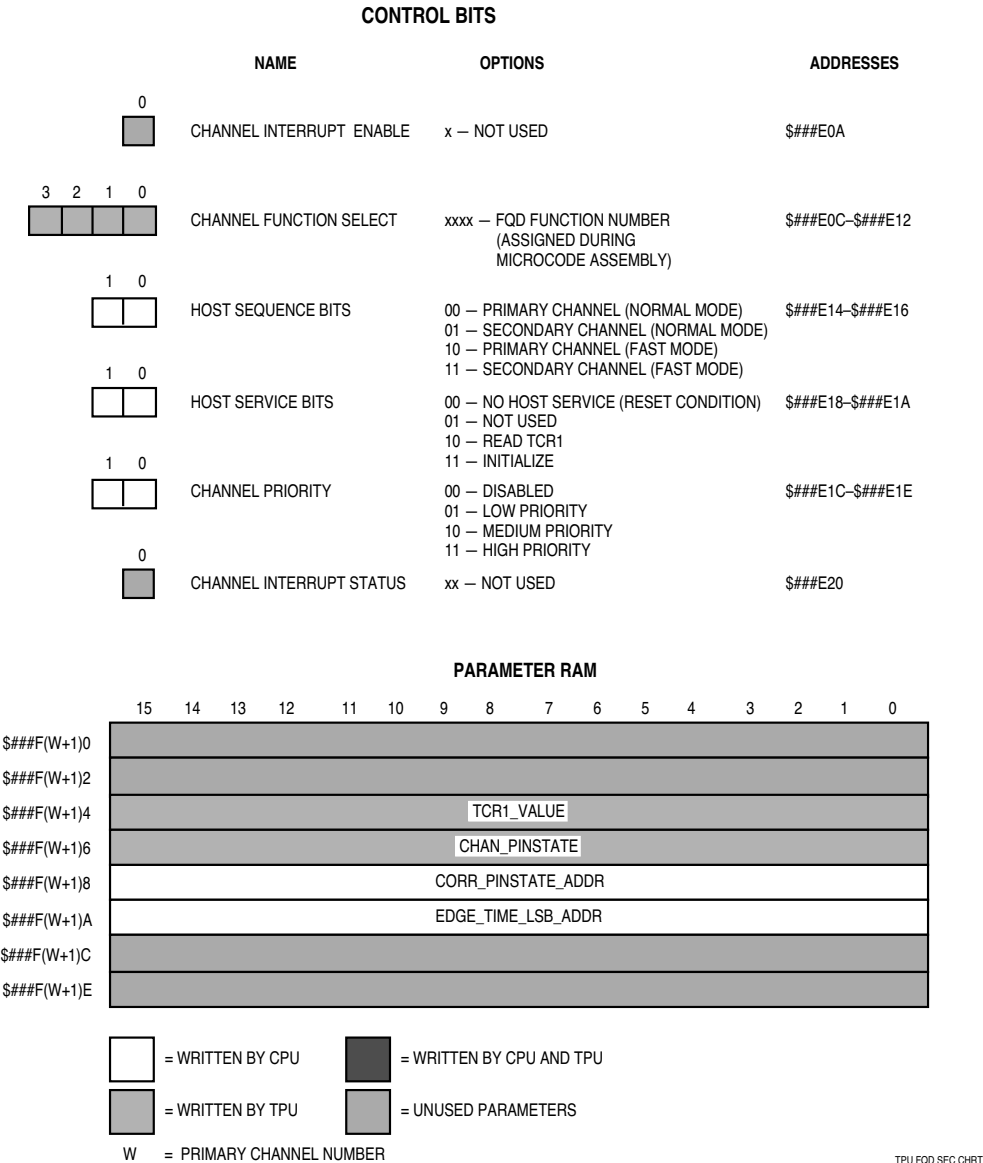 CONTROL BITS
NAME OPTIONS ADDRESSES
0
CHANNEL INTERRUPT ENABLE x — NOT USED $###E0A
3 2 1 0
CHANNEL FUNCTION SELECT xxxx — FQD FUNCTION NUMBER $###E0C–$###E12
(ASSIGNED DURING
MICROCODE ASSEMBLY)
1 0
HOST SEQUENCE BITS 00 — PRIMARY CHANNEL (NORMAL MODE) $###E14–$###E16
01 — SECONDARY CHANNEL (NORMAL MODE)
10 — PRIMARY CHANNEL (FAST MODE)
11 — SECONDARY CHANNEL (FAST MODE)
1 0
HOST SERVICE BITS 00 — NO HOST SERVICE (RESET CONDITION) $###E18–$###E1A
01 — NOT USED
10 — READ TCR1
11 — INITIALIZE
1 0
CHANNEL PRIORITY 00 — DISABLED $###E1C–$###E1E
01 — LOW PRIORITY
10 — MEDIUM PRIORITY
11 — HIGH PRIORITY
0
CHANNEL INTERRUPT STATUS xx — NOT USED $###E20
PARAMETER RAM
15 14 13 12 11 10 9 8 7 6 5 4 3 2 1 0
$###F(W+1)0
$###F(W+1)2
$###F(W+1)4 TCR1_VALUE
$###F(W+1)6 CHAN_PINSTATE
$###F(W+1)8 CORR_PINSTATE_ADDR
$###F(W+1)A EDGE_TIME_LSB_ADDR
$###F(W+1)C
$###F(W+1)E
= WRITTEN BY CPU = WRITTEN BY CPU AND TPU
= WRITTEN BY TPU = UNUSED PARAMETERS
W = PRIMARY CHANNEL NUMBER
TPU FQD SEC CHRT